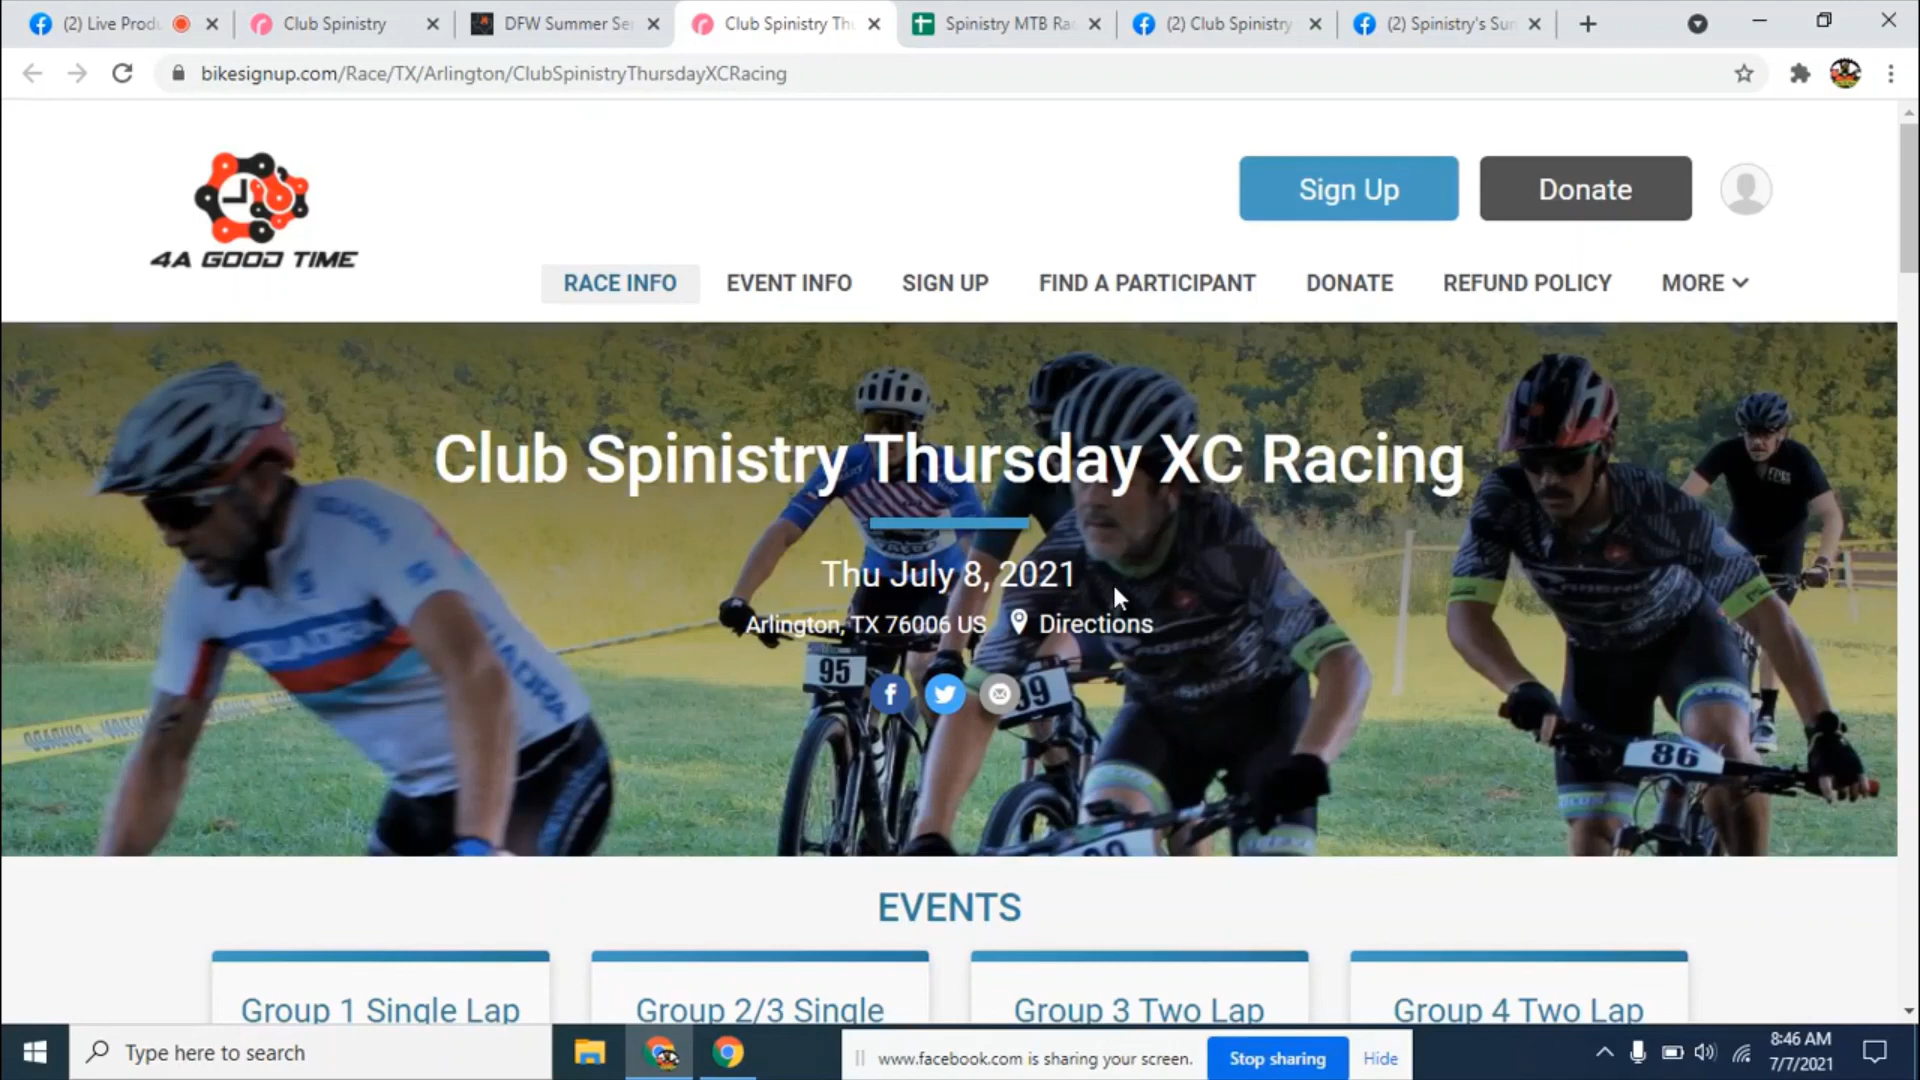 (2) Live Produ
Club Spinistry
DFW Summer Se
Club Spinistry Th
Spinistry MTB Ra
(2) Club Spinistry
(2) Spinistry's Su
bikesignup.com/Race/TX/Arlington/ClubSpinistryThursdayXCRacing
4A GOOD TIME
Sign Up
Donate
RACE INFO
EVENT INFO
SIGN UP
FIND A PARTICIPANT
DONATE
REFUND POLICY
MORE
Club Spinistry Thursday XC Racing
Thu July 8, 2021
Arlington, TX 76006 US
Directions
95
86
EVENTS
Group 1 Single Lap
Group 2/3 Single
Group 3 Two Lap
Group 4 Two Lap
Type here to search
www.facebook.com is sharing your screen.
Stop sharing
Hide
8:46 AM
7/7/2021